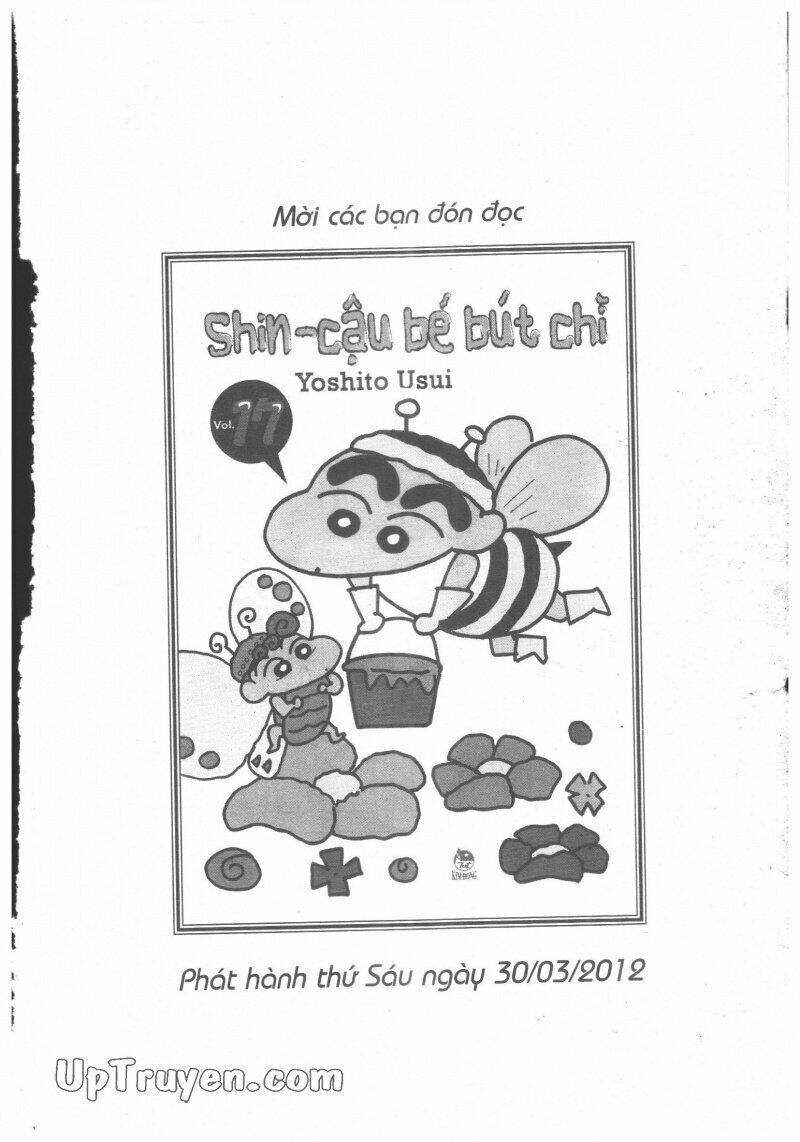 Mời các bạn đón đọc
Shin-cậu bé bút chì
Yoshito Usui
Vol. 17
KIM ĐỒNG
Phát hành thứ Sáu ngày 30/03/2012
UpTruyen.com